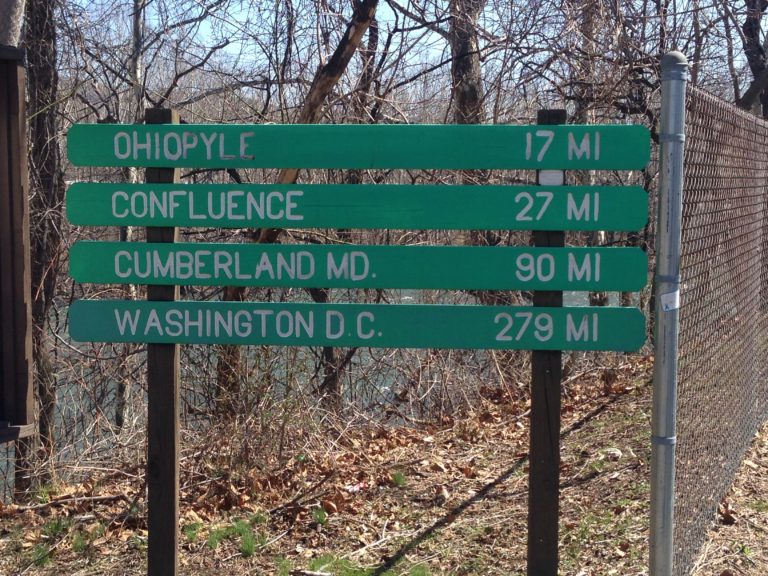 OHIOPYLE 17 MI
CONFLUENCE 27 MI
CUMBERLAND MD. 90 MI
WASHINGTON D.C. 279 MI